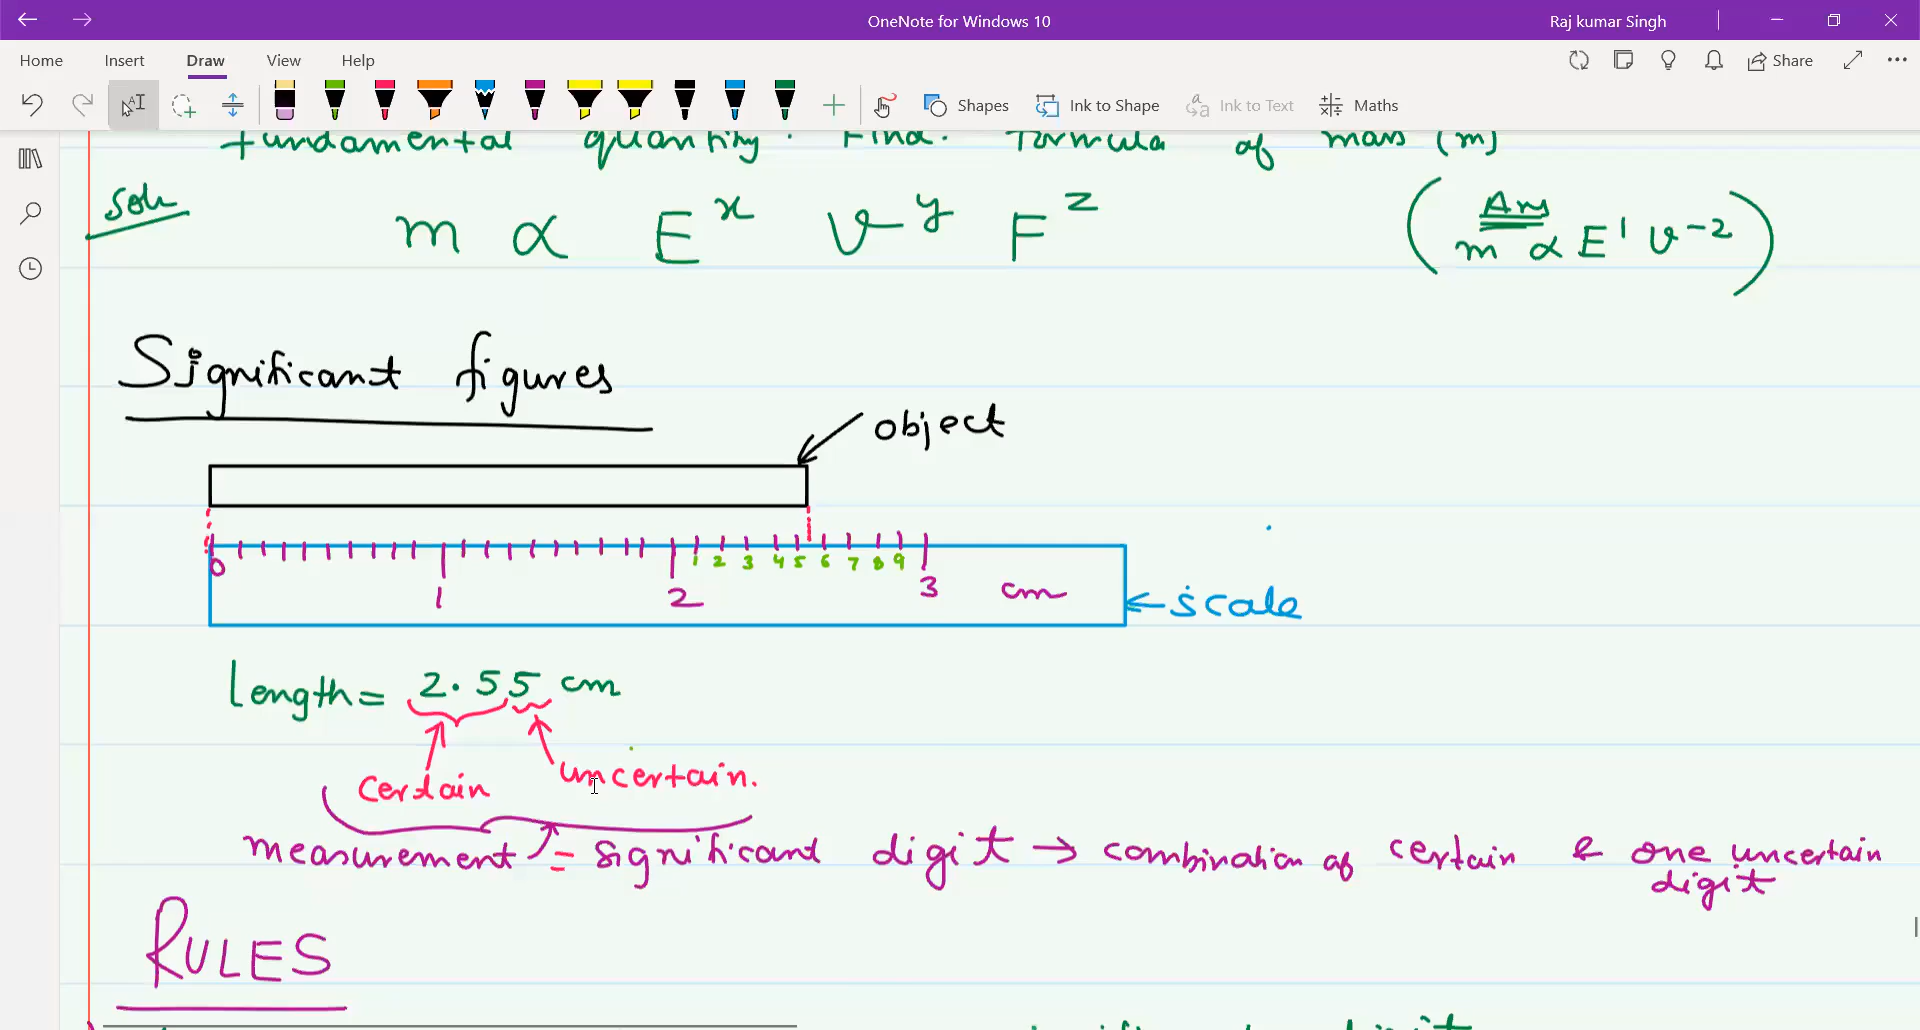 OneNote for Windows 10
Raj kumar Singh
Home Insert Draw View Help
Share
Shapes Ink to Shape Ink to Text Maths
fundamental quantity. Find. formula of mass (m)
Soln m α E^x v^y F^z (Ans m α E^1 v^-2)
Significant figures
object
0 1 2 1 2 3 4 5 6 7 8 9 3 cm
scale
length = 2.55 cm
certain uncertain.
measurement = significant digit → combination of certain & one uncertain
digit
RULES